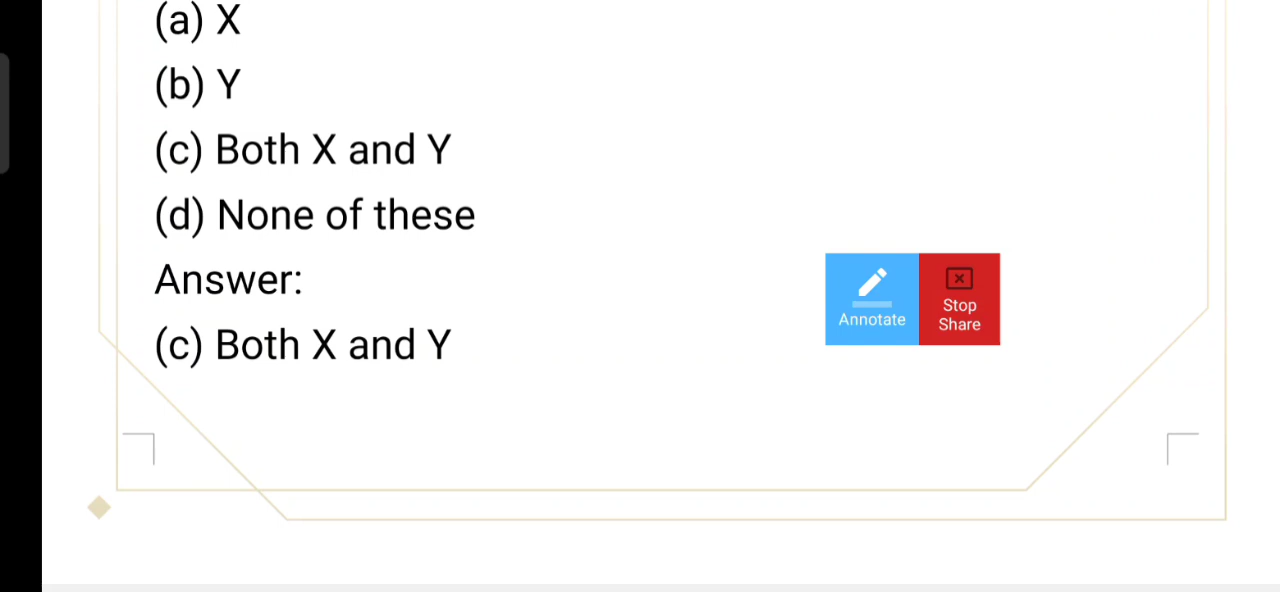 (a) X
(b) Y
(c) Both X and Y
(d) None of these
Answer:
(c) Both X and Y
Annotate
Stop
Share